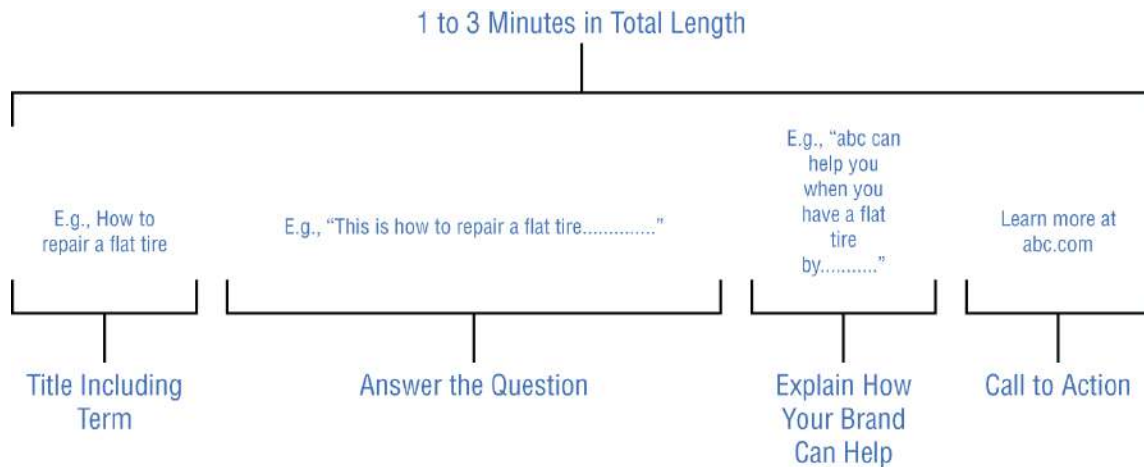 1 to 3 Minutes in Total Length
E.g., How to
repair a flat tire
E.g., “This is how to repair a flat tire..............”
E.g., “abc can
help you
when you
have a flat
tire
by...........”
Learn more at
abc.com
Title Including
Term
Answer the Question
Explain How
Your Brand
Can Help
Call to Action